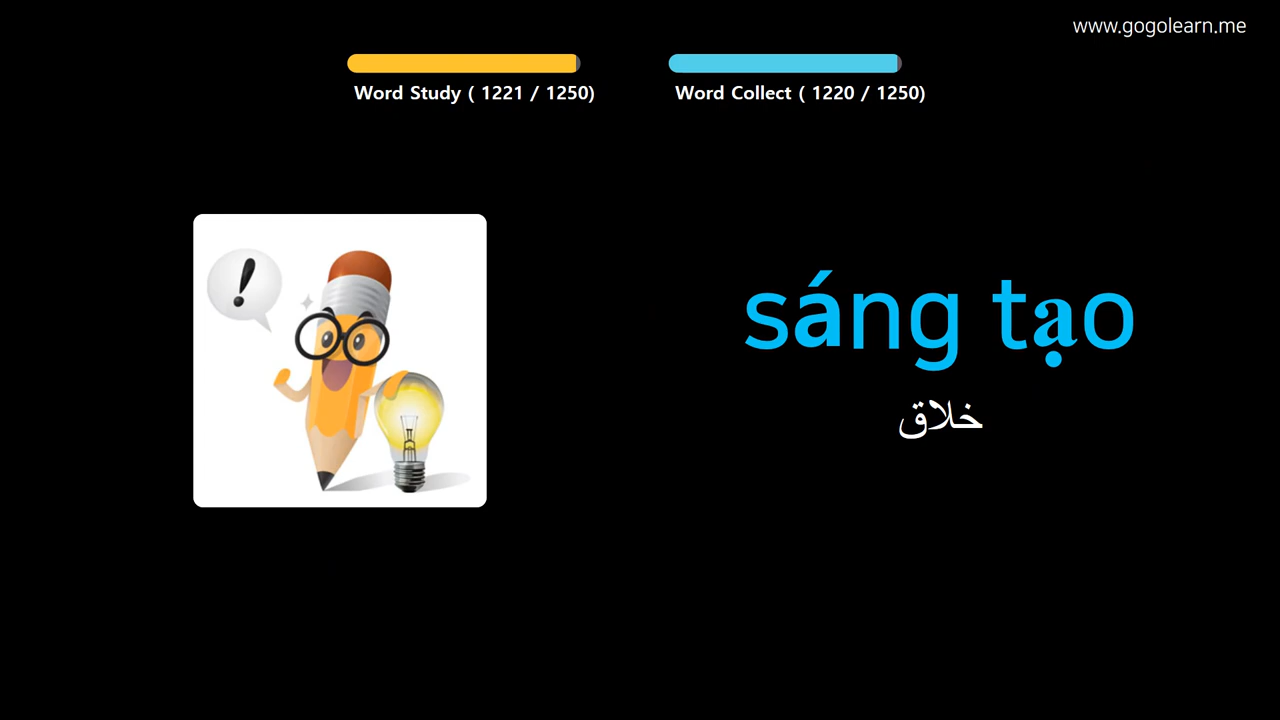 www.gogolearn.me
Word Study ( 1221 / 1250)
Word Collect ( 1220 / 1250)
!
sáng tạo
خلاق